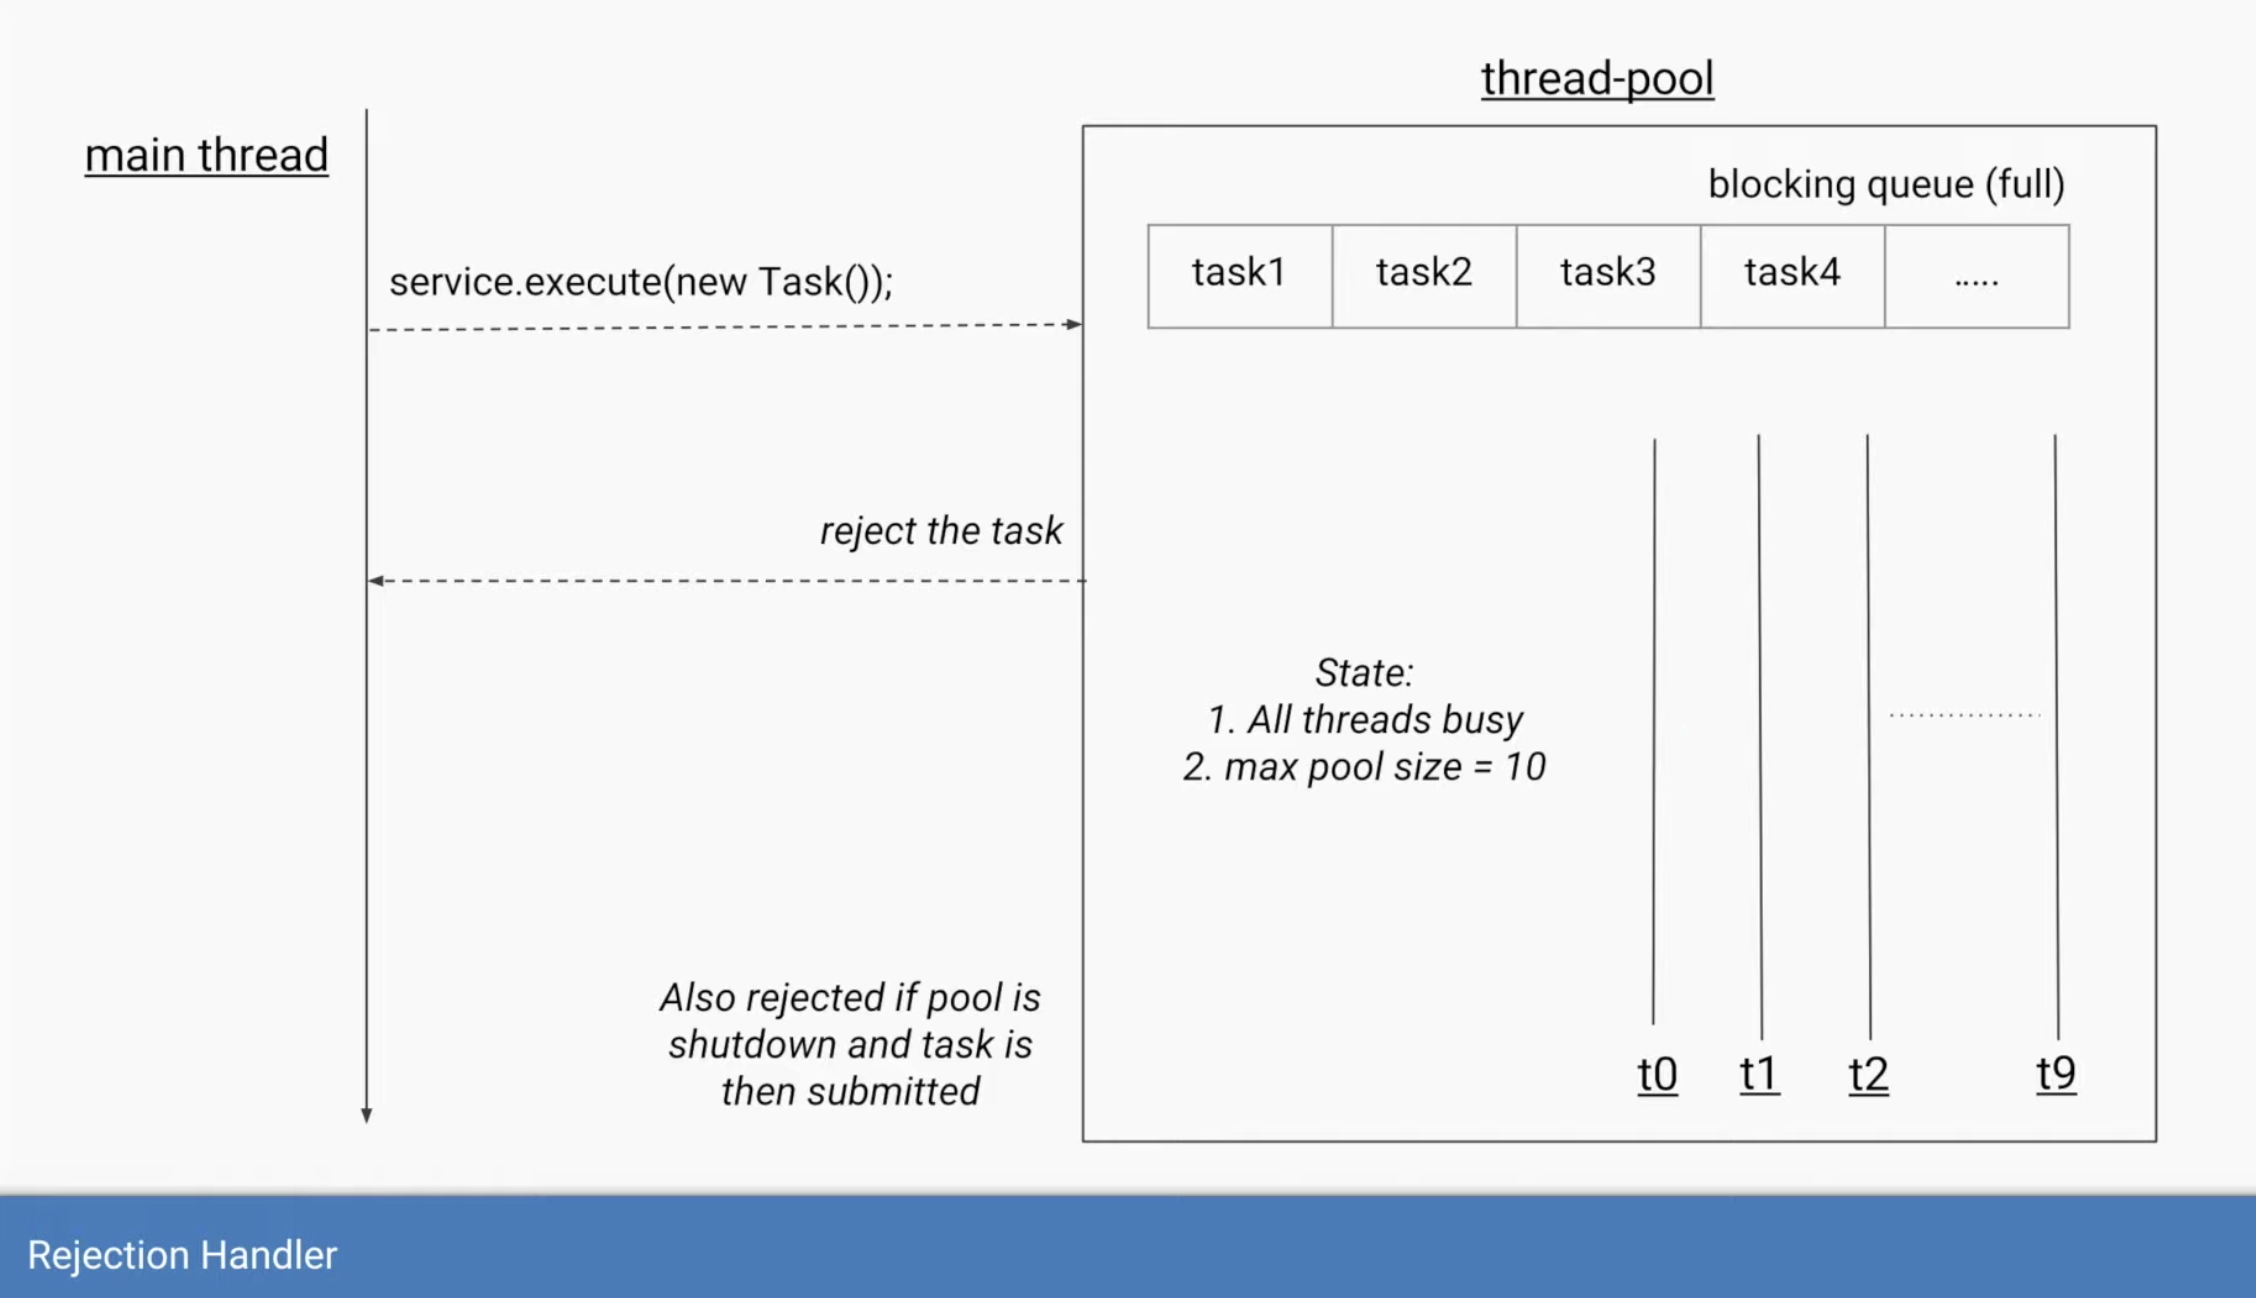 thread-pool
main thread
blocking queue (full)
service.execute(new Task());
task1 task2 task3 task4 .....
reject the task
State:
1. All threads busy
2. max pool size = 10
Also rejected if pool is
shutdown and task is
then submitted
t0 t1 t2 t9
Rejection Handler